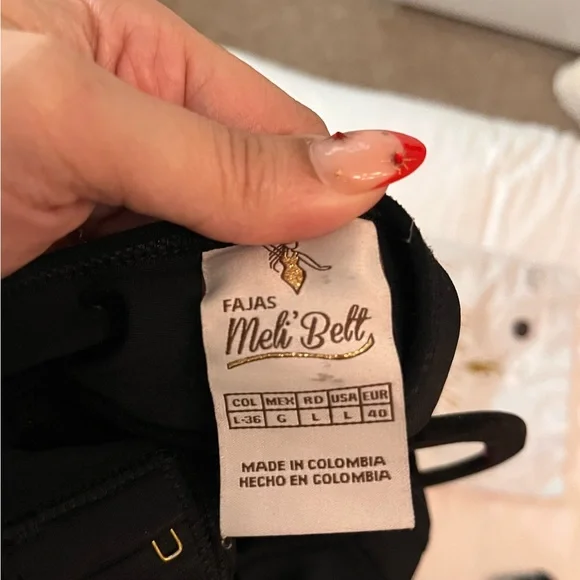 FAJAS
Meli'Belt
COL MEX RD USA EUR
L-36 G L L 40
MADE IN COLOMBIA
HECHO EN COLOMBIA